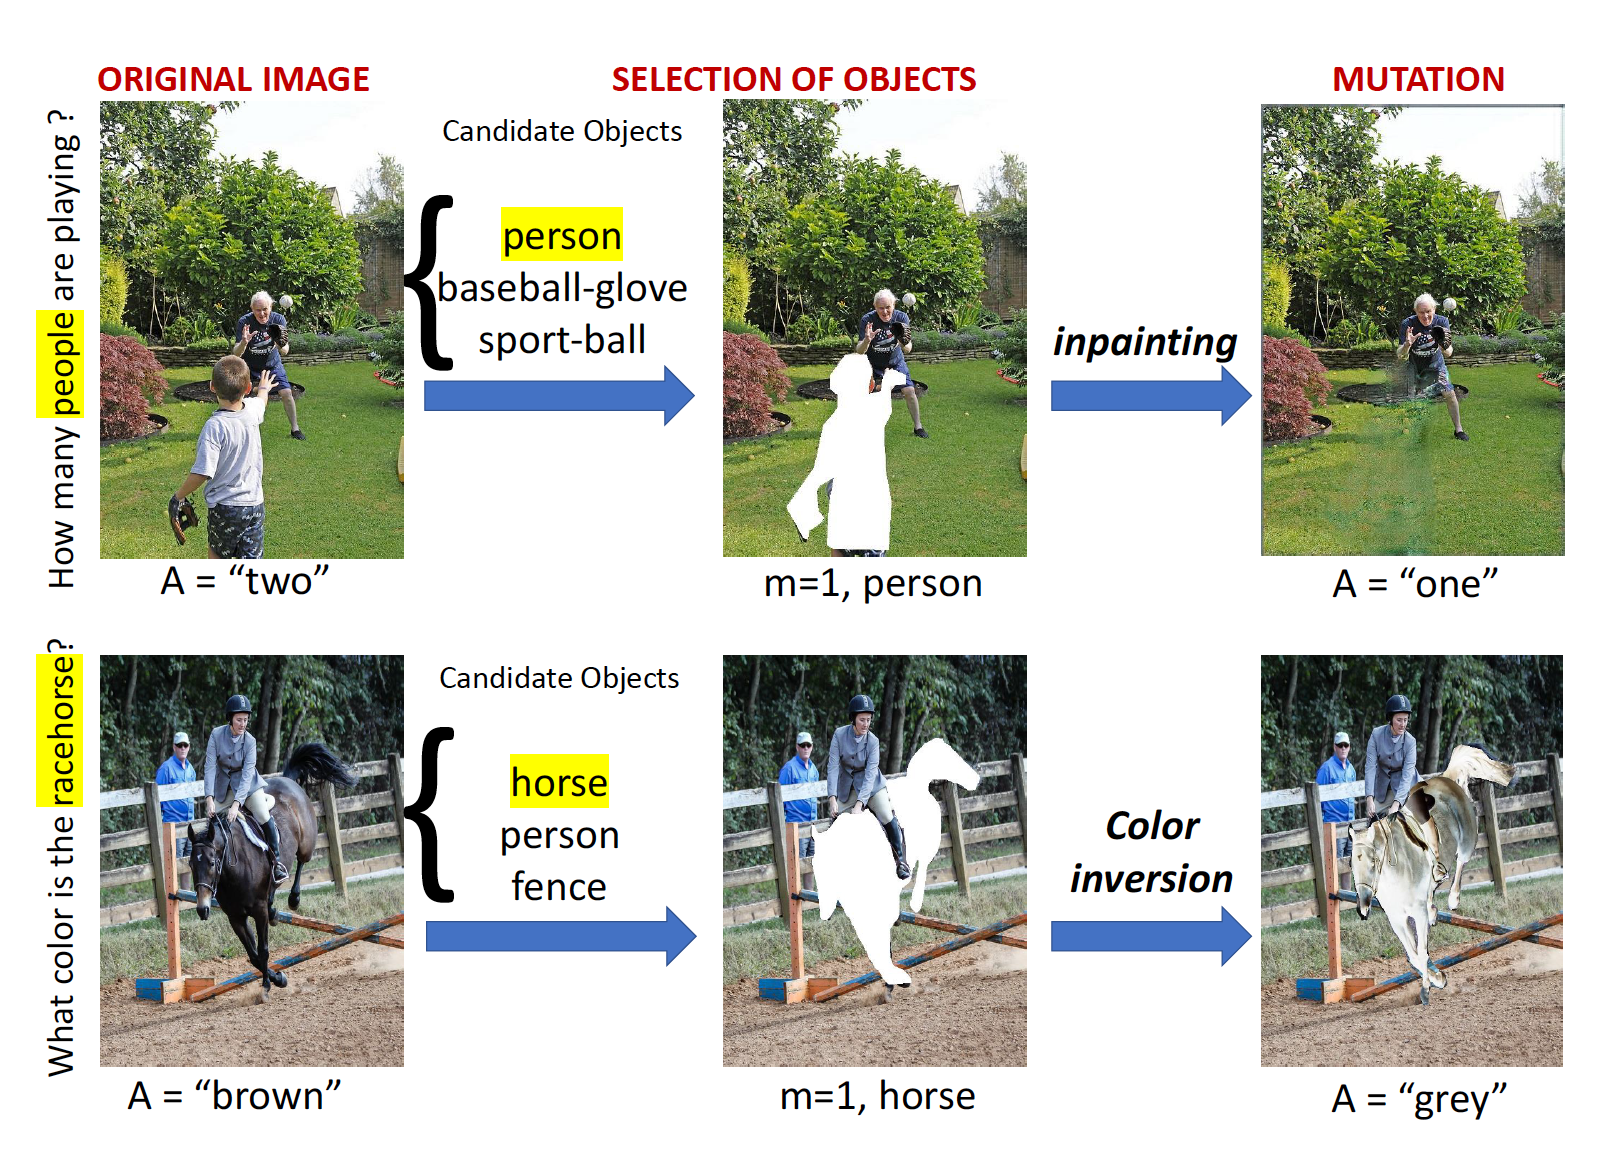 ORIGINAL IMAGE
SELECTION OF OBJECTS
MUTATION
How many people are playing ?
Candidate Objects
person
baseball-glove
sport-ball
inpainting
A = “two”
m=1, person
A = “one”
What color is the racehorse?
Candidate Objects
horse
person
fence
Color
inversion
A = “brown”
m=1, horse
A = “grey”